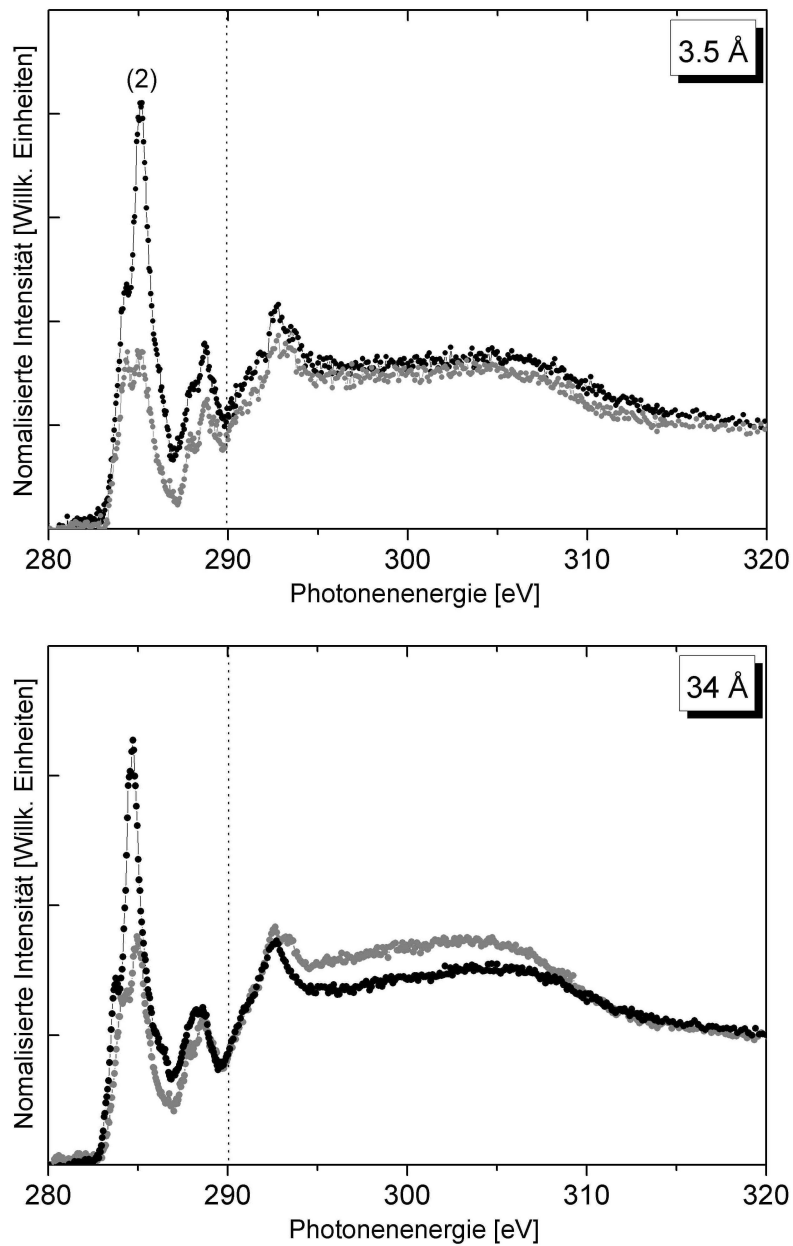 3.5 Å
(2)
Nomalisierte Intensität [Willk. Einheiten]
280 290 300 310 320
Photonenenergie [eV]
34 Å
Nomalisierte Intensität [Willk. Einheiten]
280 290 300 310 320
Photonenenergie [eV]